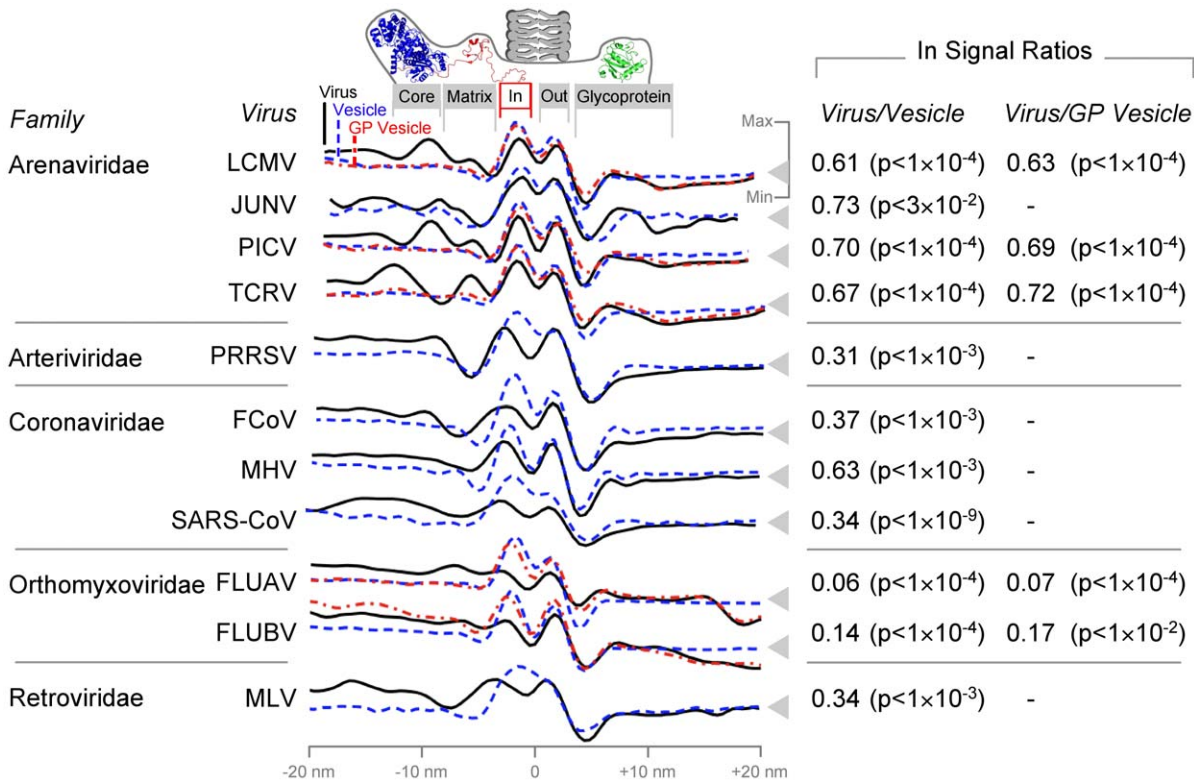 In Signal Ratios
Core Matrix In Out Glycoprotein
Virus
Vesicle
GP Vesicle
Family Virus Max Virus/Vesicle Virus/GP Vesicle
Arenaviridae LCMV 0.61 (p<1×10⁻⁴) 0.63 (p<1×10⁻⁴)
Min
JUNV 0.73 (p<3×10⁻²) -
PICV 0.70 (p<1×10⁻⁴) 0.69 (p<1×10⁻⁴)
TCRV 0.67 (p<1×10⁻⁴) 0.72 (p<1×10⁻⁴)
Arteriviridae PRRSV 0.31 (p<1×10⁻³) -
Coronaviridae FCoV 0.37 (p<1×10⁻³) -
MHV 0.63 (p<1×10⁻³) -
SARS-CoV 0.34 (p<1×10⁻⁹) -
Orthomyxoviridae FLUAV 0.06 (p<1×10⁻⁴) 0.07 (p<1×10⁻⁴)
FLUBV 0.14 (p<1×10⁻⁴) 0.17 (p<1×10⁻²)
Retroviridae MLV 0.34 (p<1×10⁻³) -
-20 nm -10 nm 0 +10 nm +20 nm